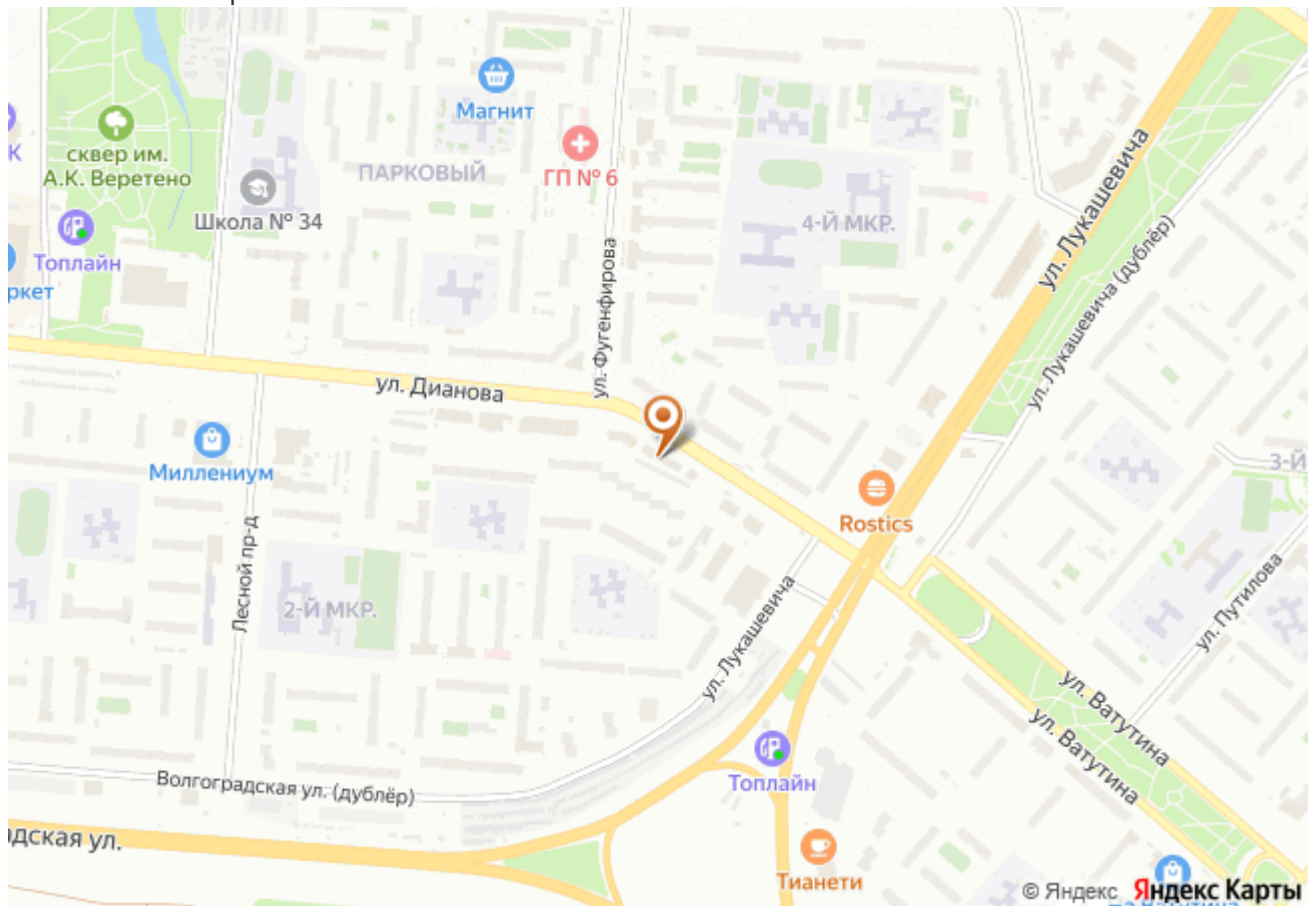 Магнит
сквер им.
А.К. Веретено
К
ПАРКОВЫЙ
ГП № 6
Школа № 34
4-Й МКР.
ул. Лукашевича
ул. Лукашевича (дублёр)
Топлайн
ркет
ул. Фугенфирова
ул. Дианова
Миллениум
Rostics
3-Й
Лесной пр-д
2-Й МКР.
ул. Лукашевича
ул. Путилова
ул. Ватутина
ул. Ватутина
Топлайн
Волгоградская ул. (дублёр)
дская ул.
Тианети
© Яндекс Яндекс Карты